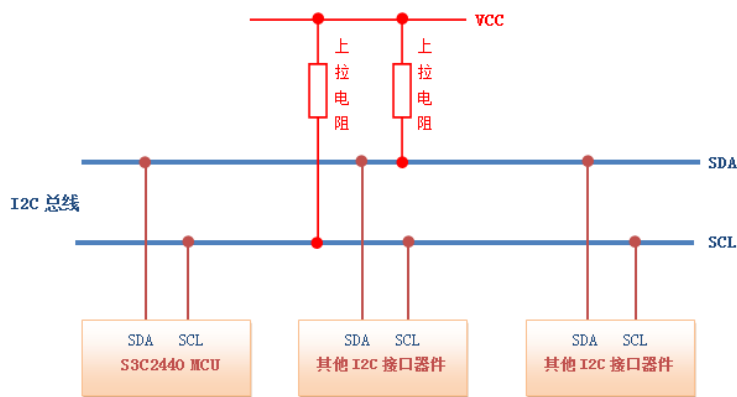 VCC
上拉电阻
上拉电阻
SDA
I2C 总线
SCL
SDA SCL
S3C2440 MCU
SDA SCL
其他 I2C 接口器件
SDA SCL
其他 I2C 接口器件